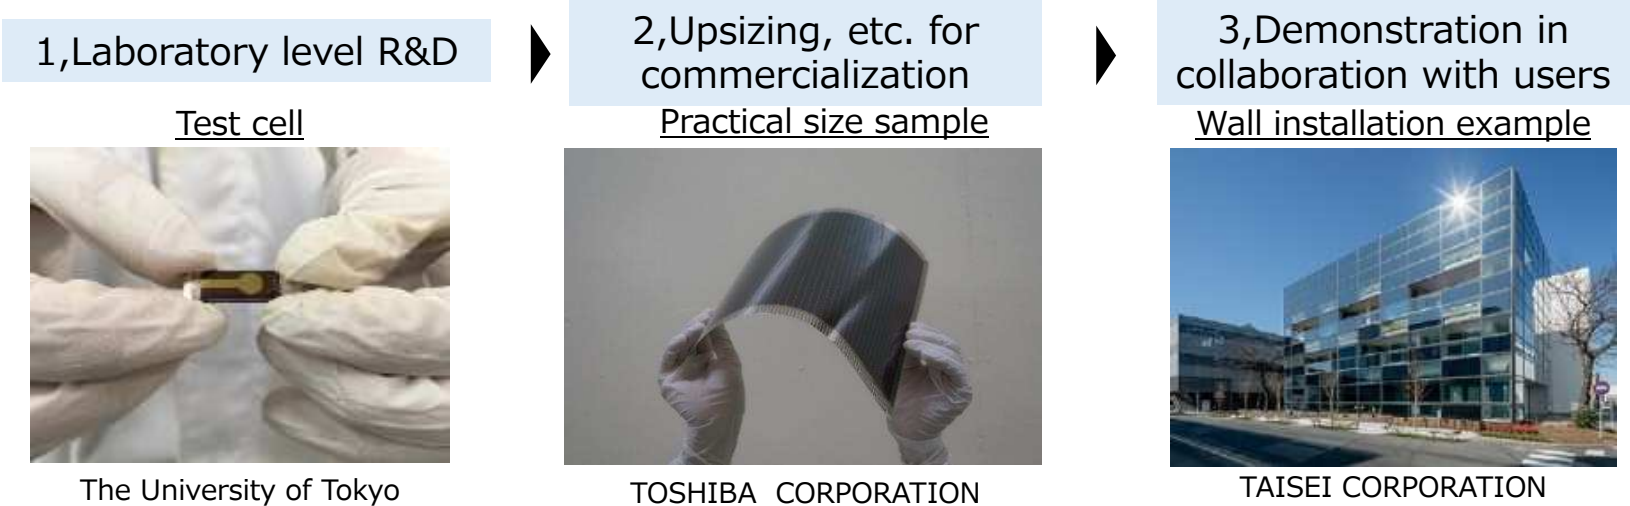 1,Laboratory level R&D
2,Upsizing, etc. for
commercialization
3,Demonstration in
collaboration with users
Test cell
Practical size sample
Wall installation example
The University of Tokyo
TOSHIBA CORPORATION
TAISEI CORPORATION